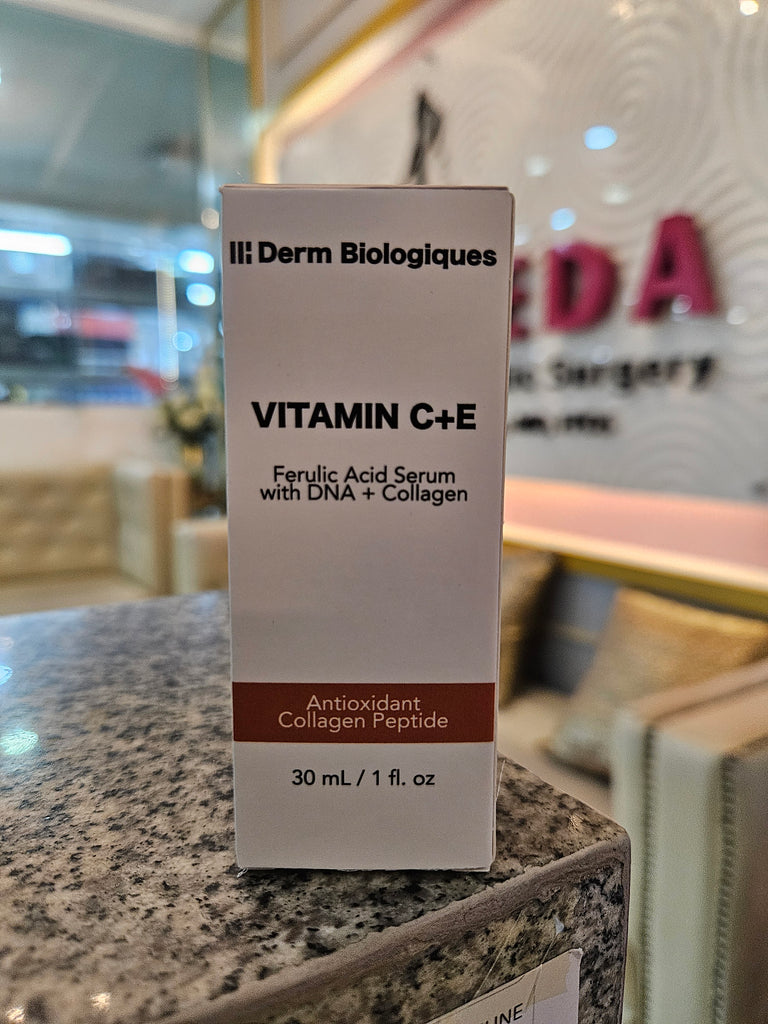 Derm Biologiques
VITAMIN C+E
Ferulic Acid Serum
with DNA + Collagen
Antioxidant
Collagen Peptide
30 mL / 1 fl. oz
EDA
Surgery